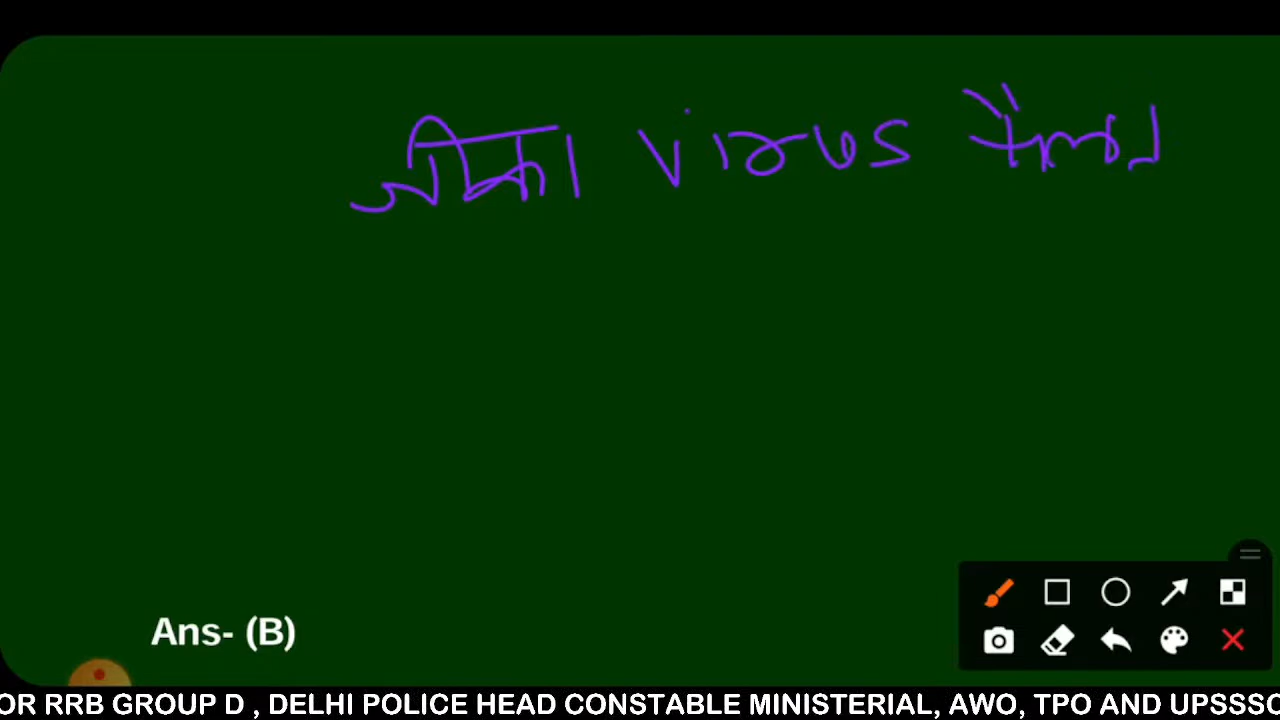 जिका virus फैला
Ans- (B)
OR RRB GROUP D , DELHI POLICE HEAD CONSTABLE MINISTERIAL, AWO, TPO AND UPSSSC